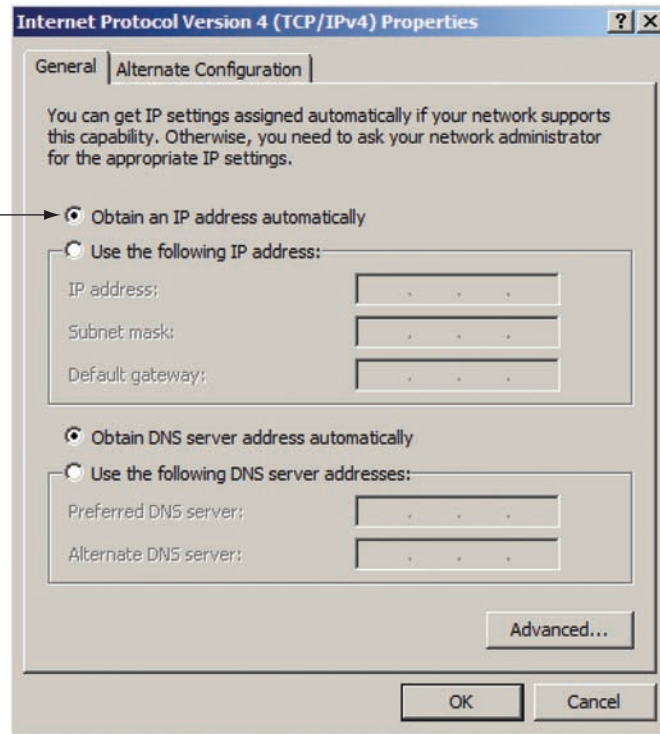 Internet Protocol Version 4 (TCP/IPv4) Properties
General
Alternate Configuration
You can get IP settings assigned automatically if your network supports
this capability. Otherwise, you need to ask your network administrator
for the appropriate IP settings.
Obtain an IP address automatically
Use the following IP address:
IP address:
Subnet mask:
Default gateway:
Obtain DNS server address automatically
Use the following DNS server addresses:
Preferred DNS server:
Alternate DNS server:
Advanced...
OK
Cancel